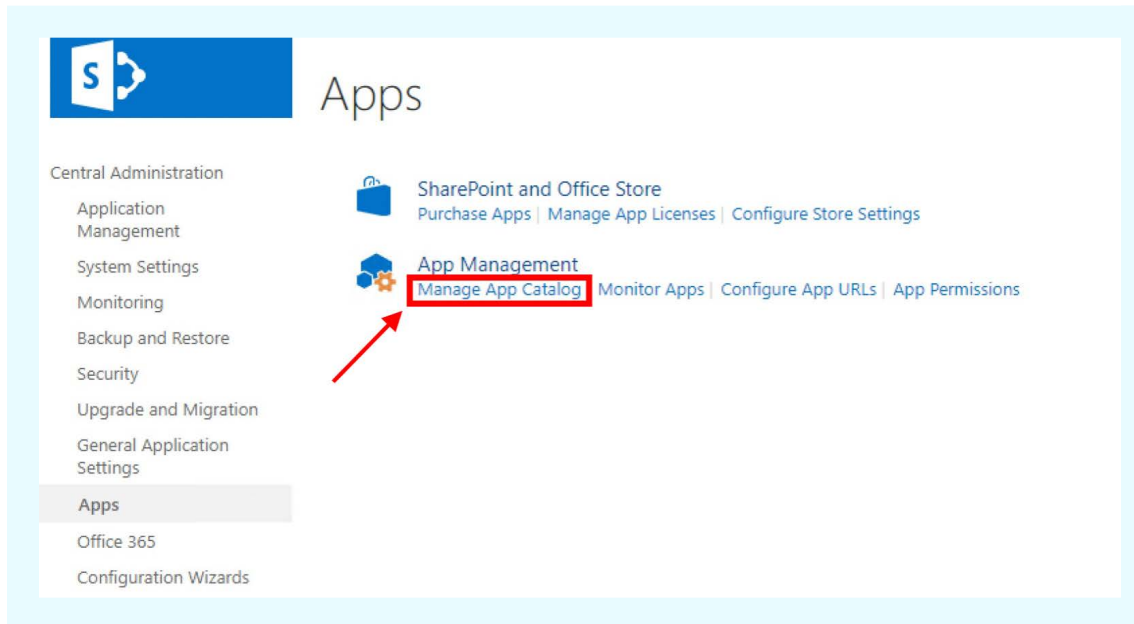 S
Apps
Central Administration
Application
Management
System Settings
Monitoring
Backup and Restore
Security
Upgrade and Migration
General Application
Settings
Apps
Office 365
Configuration Wizards
SharePoint and Office Store
Purchase Apps | Manage App Licenses | Configure Store Settings
App Management
Manage App Catalog | Monitor Apps | Configure App URLs | App Permissions